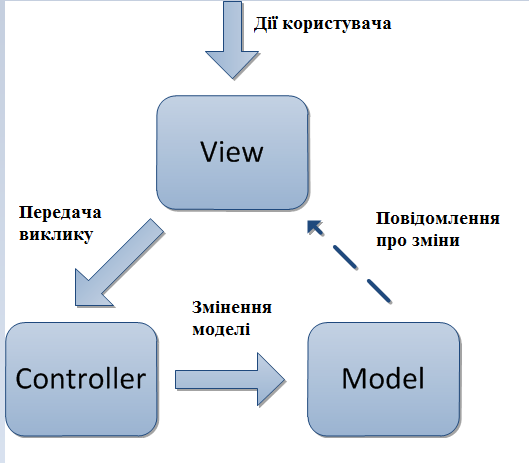 Дії користувача
View
Передача
виклику
Повідомлення
про зміни
Змінення
моделі
Controller
Model